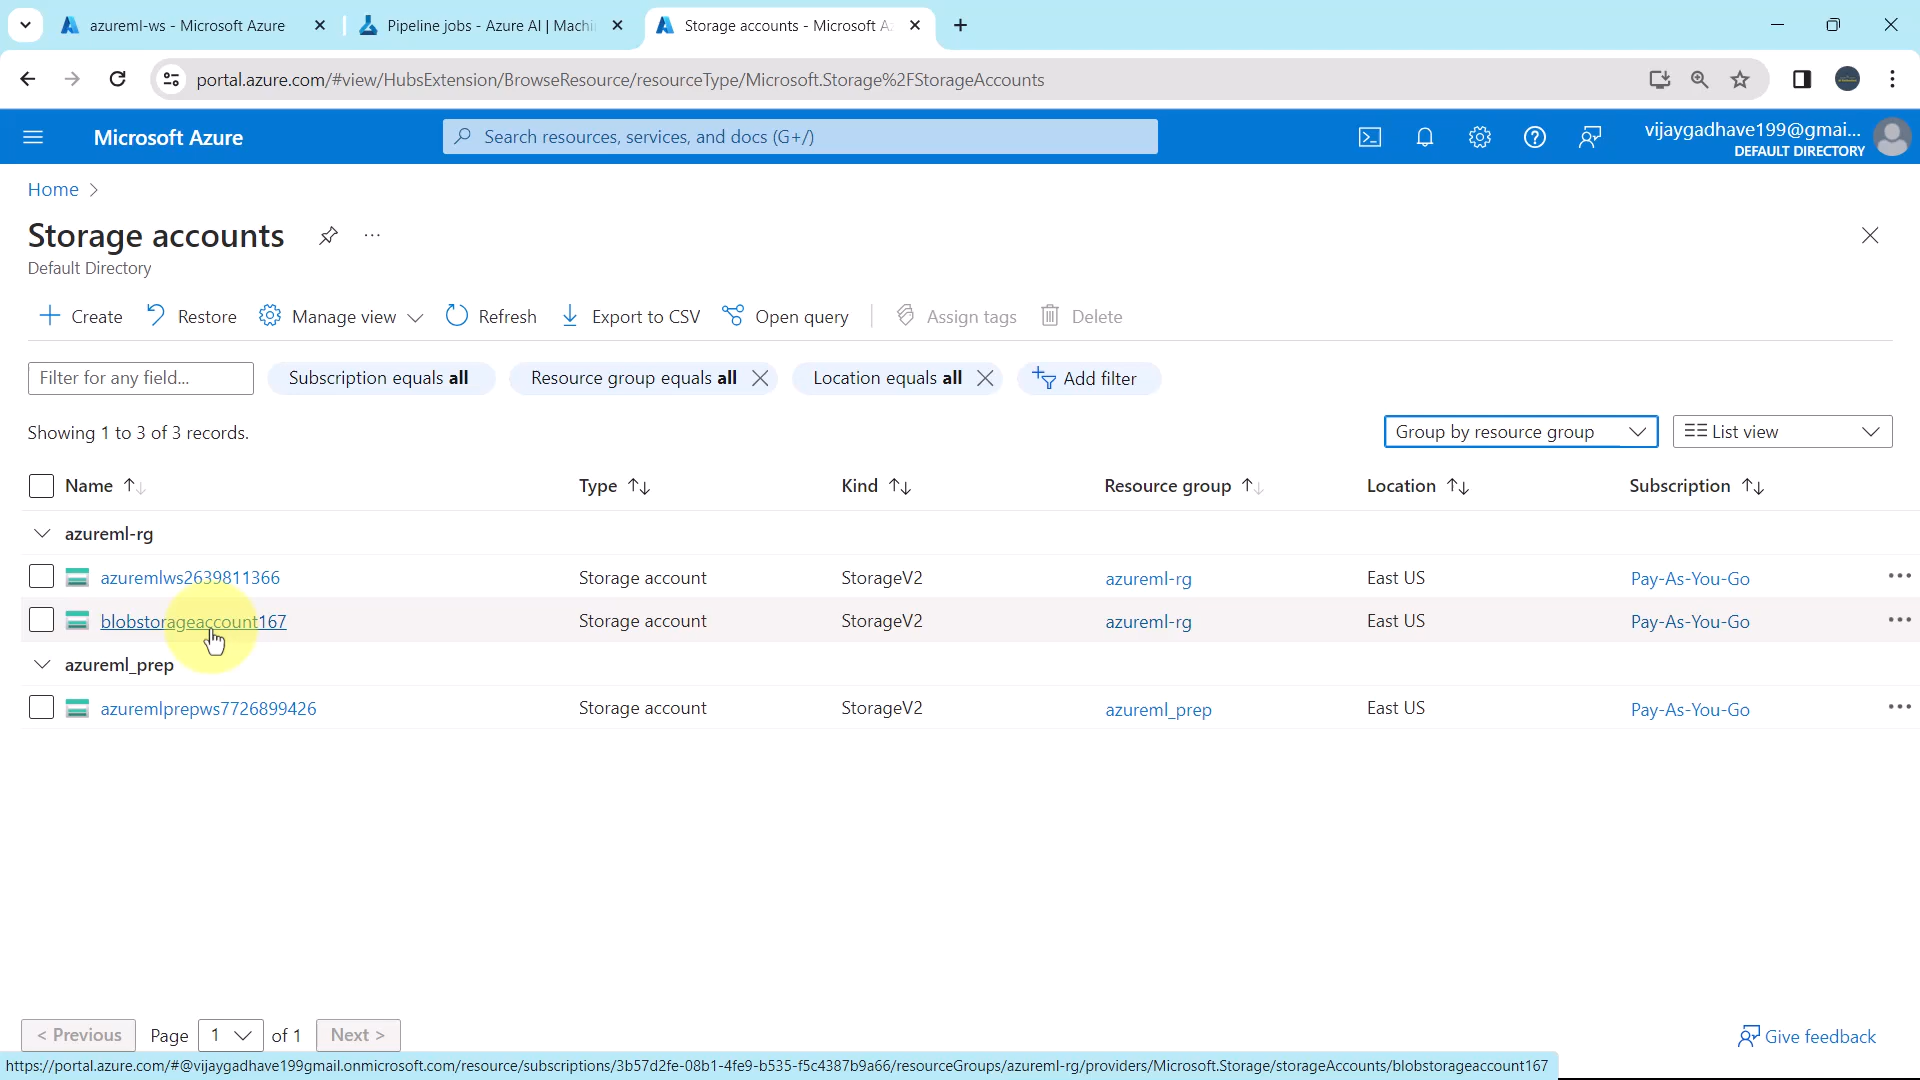 azureml-ws - Microsoft Azure
Pipeline jobs - Azure AI | Machi
Storage accounts - Microsoft A
portal.azure.com/#view/HubsExtension/BrowseResource/resourceType/Microsoft.Storage%2FStorageAccounts
Microsoft Azure
Search resources, services, and docs (G+/)
vijaygadhave199@gmai...
DEFAULT DIRECTORY
Home
Storage accounts
Default Directory
Create
Restore
Manage view
Refresh
Export to CSV
Open query
Assign tags
Delete
Filter for any field...
Subscription equals all
Resource group equals all
Location equals all
Add filter
Showing 1 to 3 of 3 records.
Group by resource group
List view
Name
Type
Kind
Resource group
Location
Subscription
azureml-rg
azuremlws2639811366
Storage account
StorageV2
azureml-rg
East US
Pay-As-You-Go
blobstorageaccount167
Storage account
StorageV2
azureml-rg
East US
Pay-As-You-Go
azureml_prep
azuremlprepws7726899426
Storage account
StorageV2
azureml_prep
East US
Pay-As-You-Go
< Previous
Page 1 of 1
Next >
Give feedback
https://portal.azure.com/#@vijaygadhave199gmail.onmicrosoft.com/resource/subscriptions/3b57d2fe-08b1-4fe9-b535-f5c4387b9a66/resourceGroups/azureml-rg/providers/Microsoft.Storage/storageAccounts/blobstorageaccount167